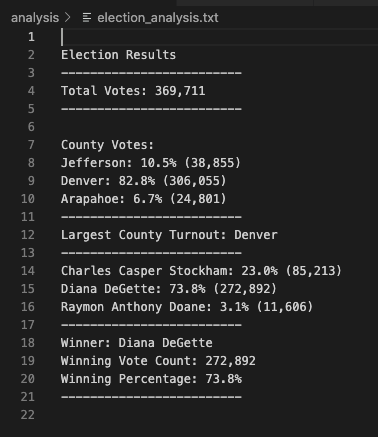 analysis > election_analysis.txt
1
2 Election Results
3 -------------------------
4 Total Votes: 369,711
5 -------------------------
6
7 County Votes:
8 Jefferson: 10.5% (38,855)
9 Denver: 82.8% (306,055)
10 Arapahoe: 6.7% (24,801)
11 -------------------------
12 Largest County Turnout: Denver
13 -------------------------
14 Charles Casper Stockham: 23.0% (85,213)
15 Diana DeGette: 73.8% (272,892)
16 Raymon Anthony Doane: 3.1% (11,606)
17 -------------------------
18 Winner: Diana DeGette
19 Winning Vote Count: 272,892
20 Winning Percentage: 73.8%
21 -------------------------
22